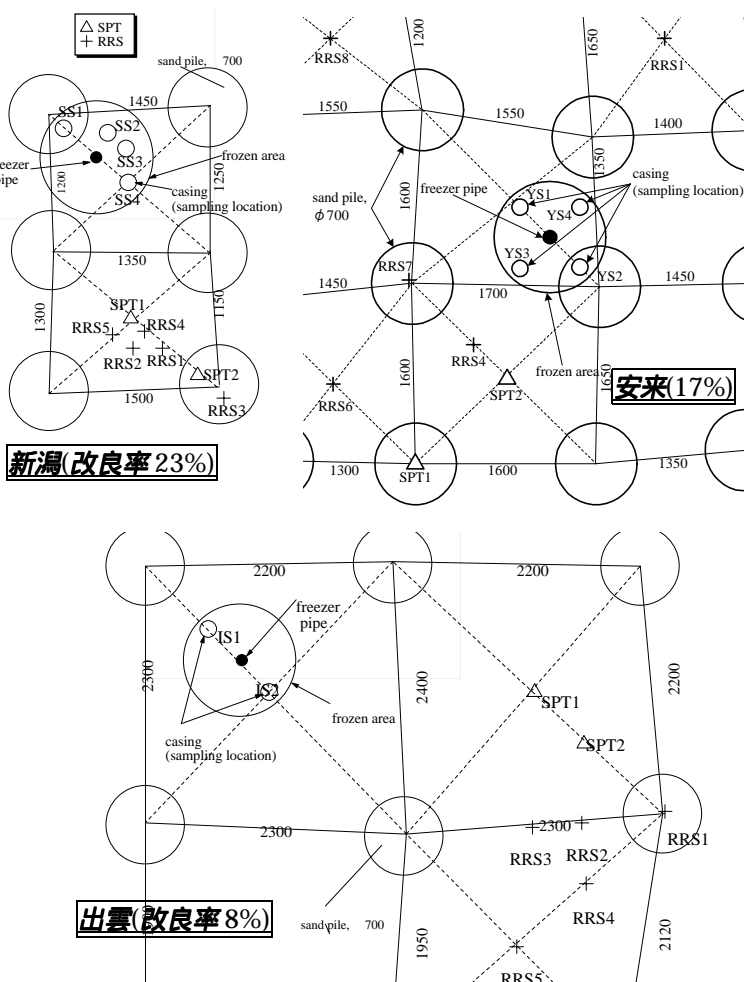 SPT
RRS
sand pile, 700
1450
SS1
SS2
SS3
SS4
frozen area
casing
(sampling location)
1200
1250
1350
1300
1150
SPT1
RRS5
RRS4
RRS2
RRS1
SPT2
RRS3
1500
新潟(改良率 23%)
1200
1650
RRS8
RRS1
1550
1550
1400
1350
casing
(sampling location)
sand pile,
φ700
1600
freezer pipe
YS1
YS4
YS3
YS2
RRS7
1450
1700
1450
RRS4
frozen area
1600
1650
SPT2
RRS6
安来(17%)
1300
SPT1
1600
1350
2200
2200
freezer
pipe
IS1
IS2
2300
2400
2200
frozen area
casing
(sampling location)
SPT1
SPT2
2300
2300
RRS1
RRS3
RRS2
RRS4
出雲(改良率 8%)
sand pile, 700
1950
2120
RRS5